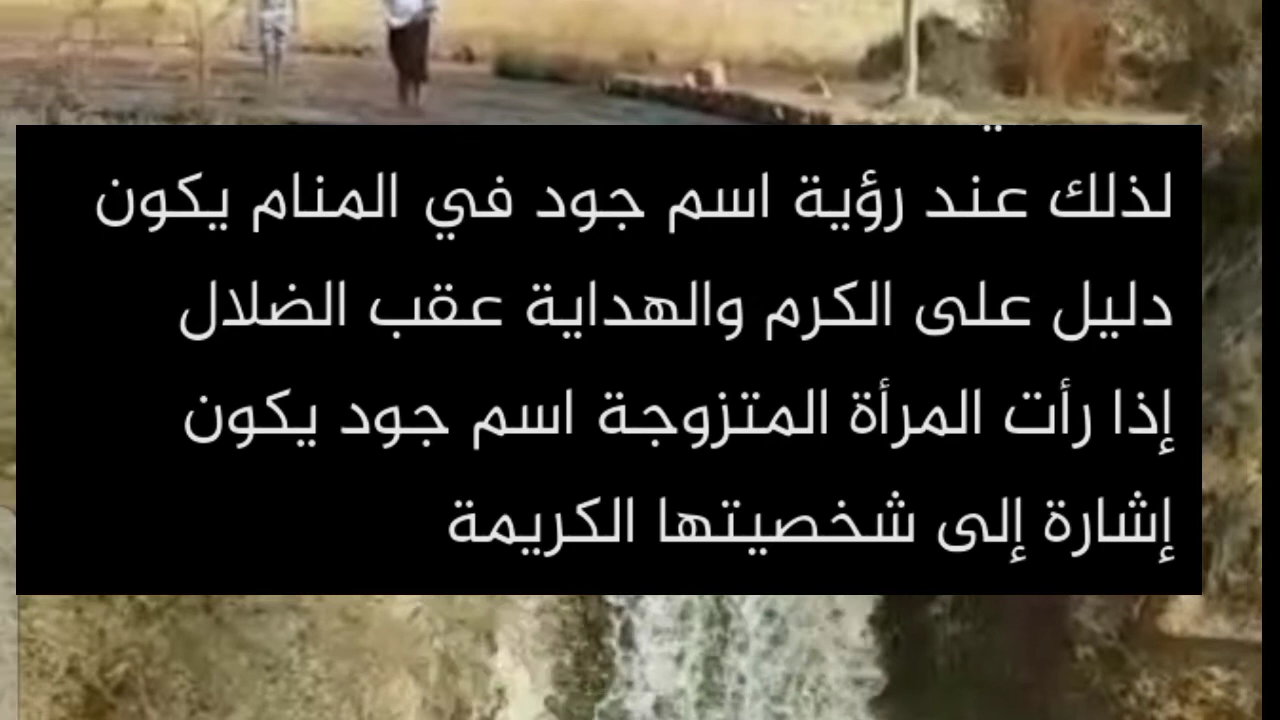 لذلك عند رؤية اسم جود في المنام يكون
دليل على الكرم والهداية عقب الضلال
إذا رأت المرأة المتزوجة اسم جود يكون
إشارة إلى شخصيتها الكريمة